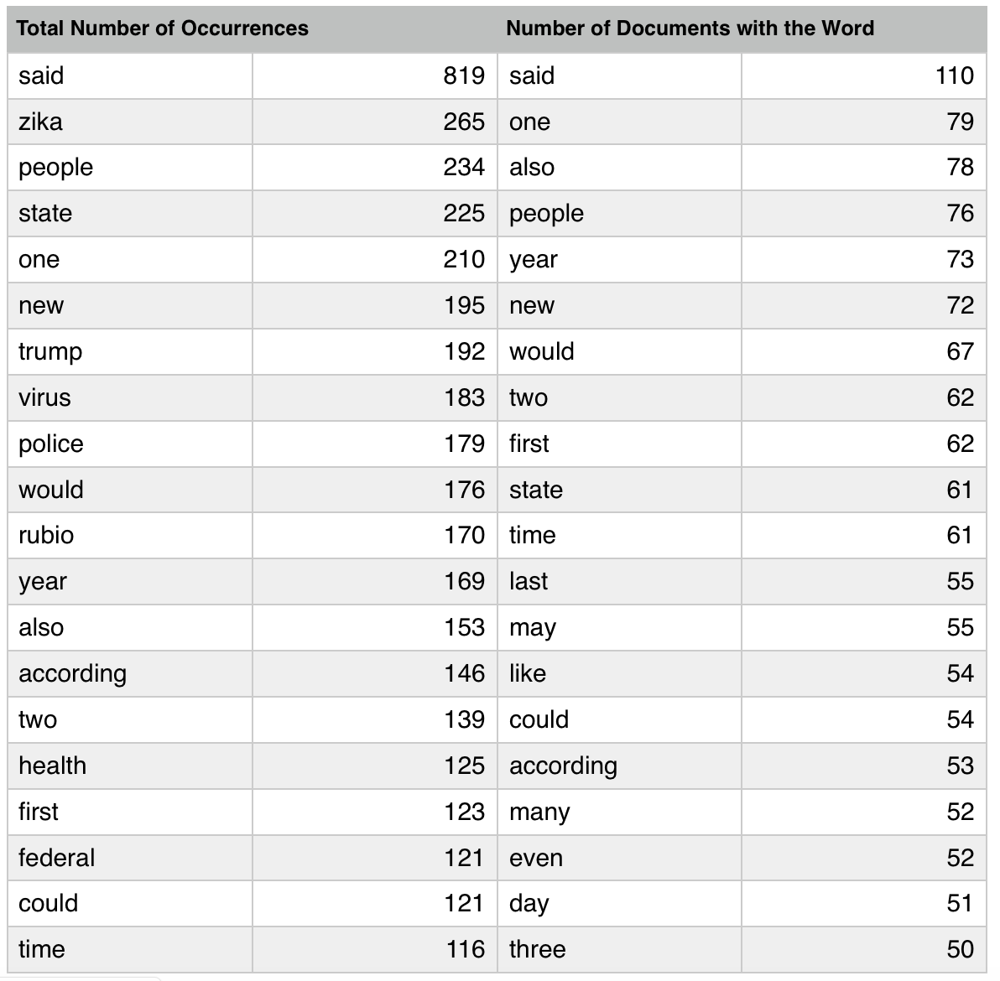 Total Number of Occurrences Number of Documents with the Word
said 819 said 110
zika 265 one 79
people 234 also 78
state 225 people 76
one 210 year 73
new 195 new 72
trump 192 would 67
virus 183 two 62
police 179 first 62
would 176 state 61
rubio 170 time 61
year 169 last 55
also 153 may 55
according 146 like 54
two 139 could 54
health 125 according 53
first 123 many 52
federal 121 even 52
could 121 day 51
time 116 three 50